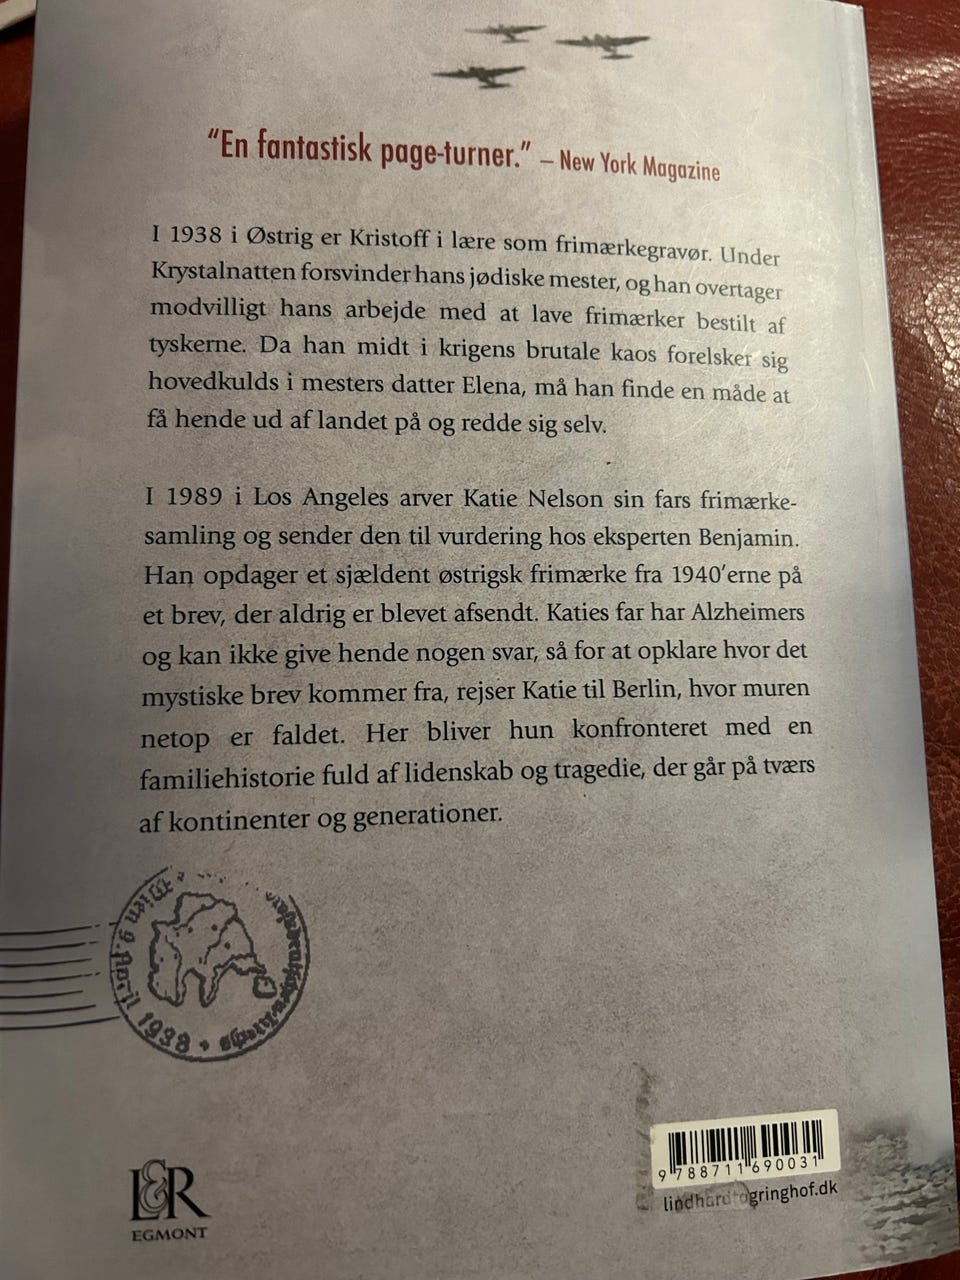 “En fantastisk page-turner.” – New York Magazine
I 1938 i Østrig er Kristoff i lære som frimærkegravør. Under
Krystalnatten forsvinder hans jødiske mester, og han overtager
modvilligt hans arbejde med at lave frimærker bestilt af
tyskerne. Da han midt i krigens brutale kaos forelsker sig
hovedkulds i mesters datter Elena, må han finde en måde at
få hende ud af landet på og redde sig selv.
I 1989 i Los Angeles arver Katie Nelson sin fars frimærke-
samling og sender den til vurdering hos eksperten Benjamin.
Han opdager et sjældent østrigsk frimærke fra 1940’erne på
et brev, der aldrig er blevet afsendt. Katies far har Alzheimers
og kan ikke give hende nogen svar, så for at opklare hvor det
mystiske brev kommer fra, rejser Katie til Berlin, hvor muren
netop er faldet. Her bliver hun konfronteret med en
familiehistorie fuld af lidenskab og tragedie, der går på tværs
af kontinenter og generationer.
Wien 9. April 1938
L&R
EGMONT
9 788711 690031
lindhardtogringhof.dk